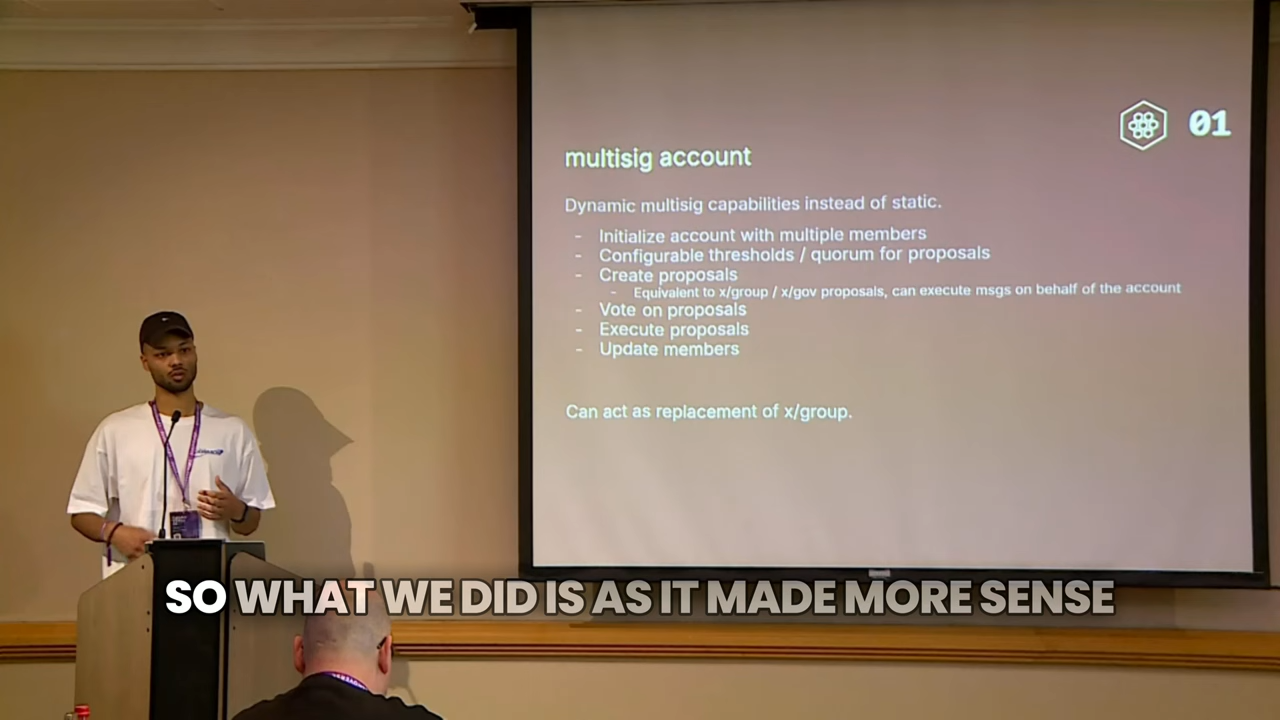 01
multisig account
Dynamic multisig capabilities instead of static.
- Initialize account with multiple members
- Configurable thresholds / quorum for proposals
- Create proposals
- Equivalent to x/group / x/gov proposals, can execute msgs on behalf of the account
- Vote on proposals
- Execute proposals
- Update members
Can act as replacement of x/group.
SO WHAT WE DID IS AS IT MADE MORE SENSE